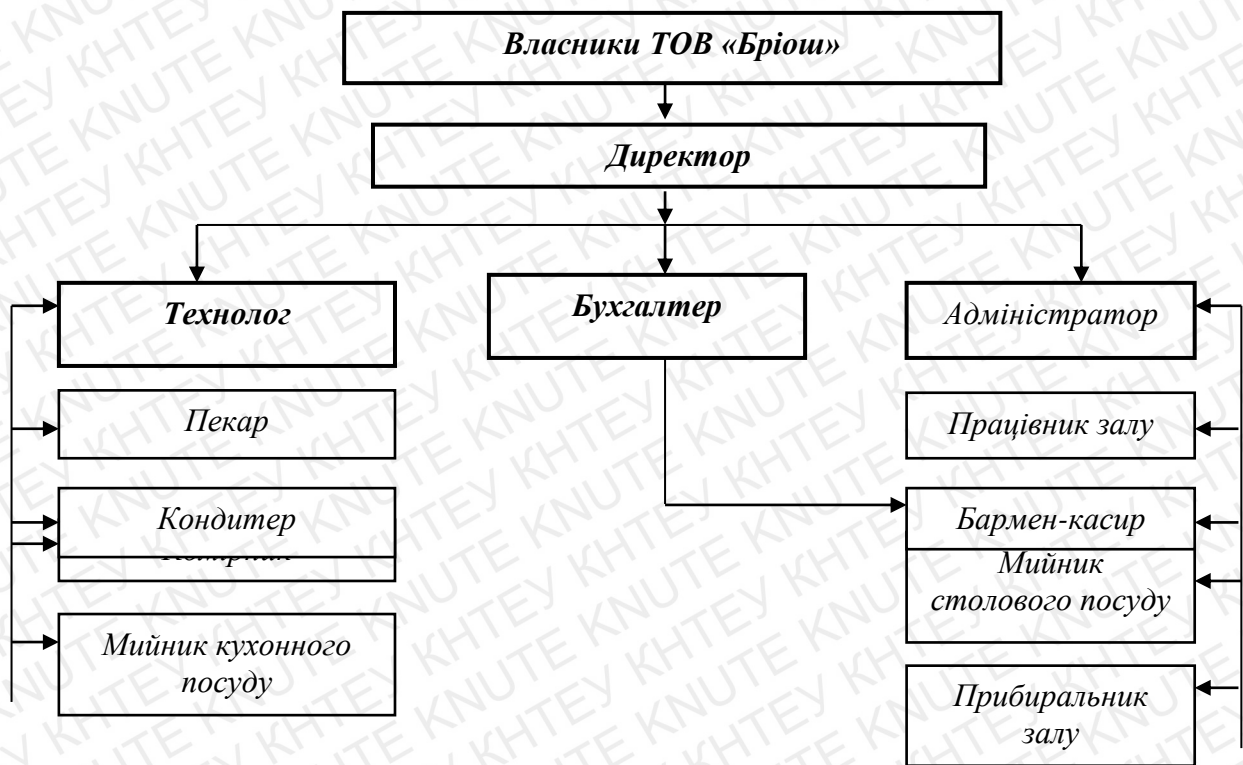 Власники ТОВ «Бріош»
Директор
Технолог
Бухгалтер
Адміністратор
Пекар
Працівник залу
Кондитер
Бармен-касир
Мийник
столового посуду
Мийник кухонного
посуду
Прибиральник
залу